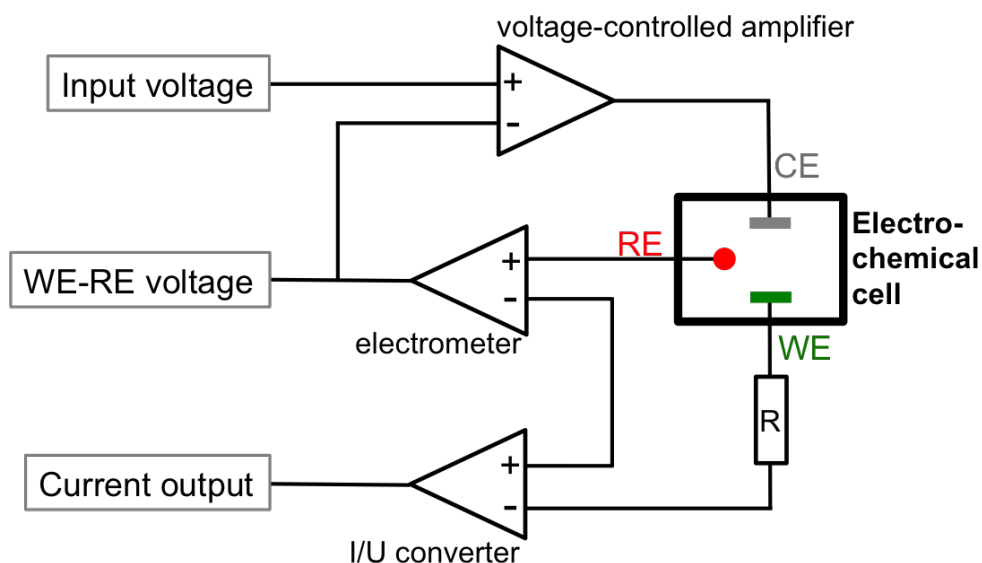 voltage-controlled amplifier
Input voltage
+
-
CE
Electro-
chemical
cell
RE
WE-RE voltage
+
-
electrometer
WE
R
Current output
+
-
I/U converter